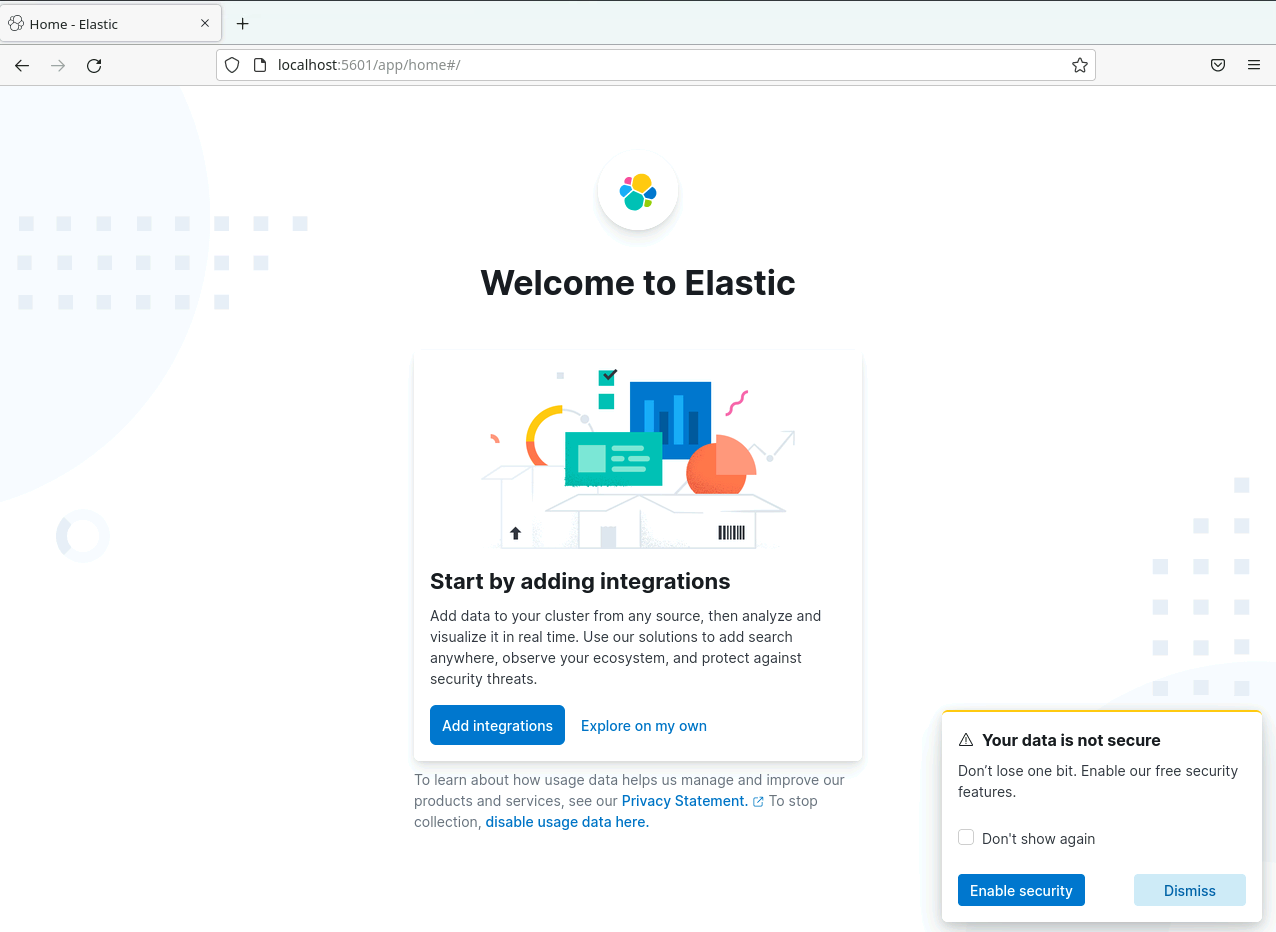 Home - Elastic
localhost:5601/app/home#/
Welcome to Elastic
Start by adding integrations
Add data to your cluster from any source, then analyze and
visualize it in real time. Use our solutions to add search
anywhere, observe your ecosystem, and protect against
security threats.
Add integrations
Explore on my own
To learn about how usage data helps us manage and improve our
products and services, see our Privacy Statement. To stop
collection, disable usage data here.
Your data is not secure
Don’t lose one bit. Enable our free security
features.
Don't show again
Enable security
Dismiss